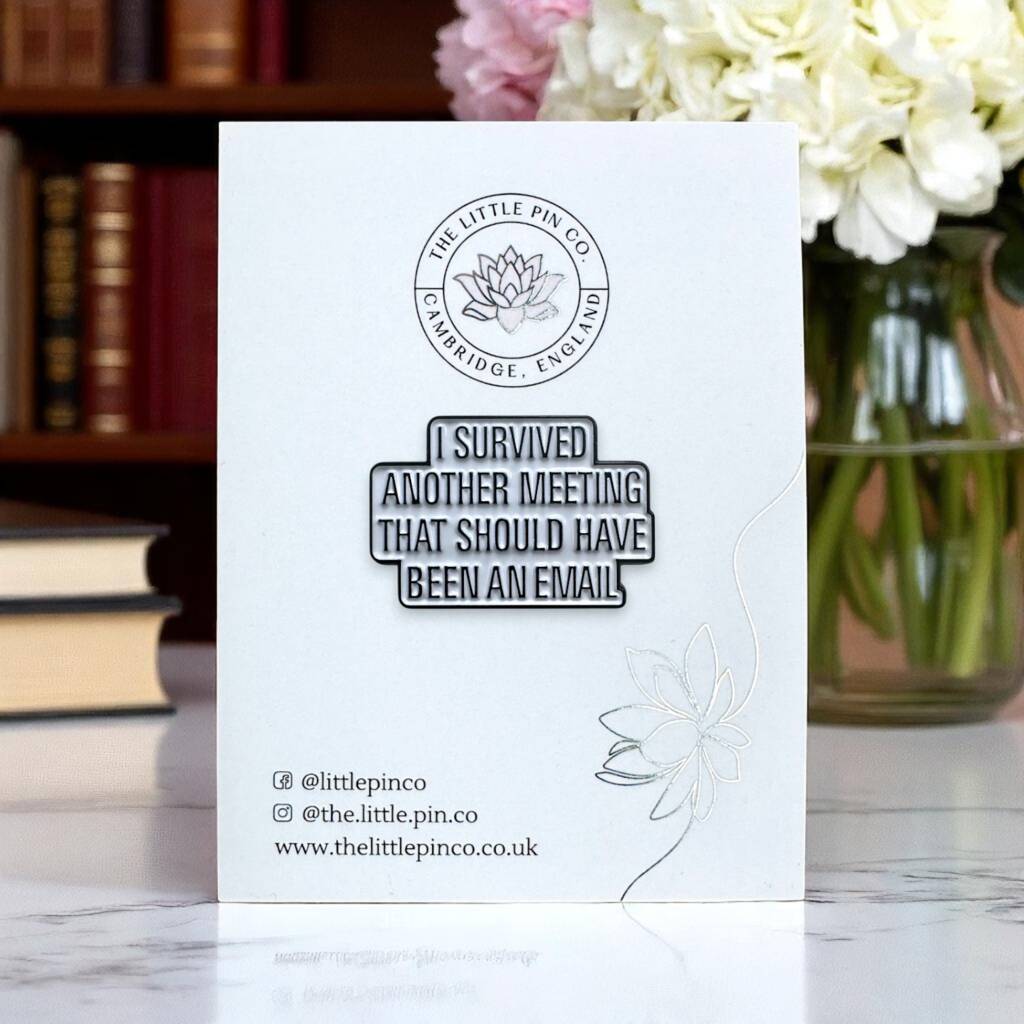 THE LITTLE PIN CO.
CAMBRIDGE, ENGLAND
I SURVIVED
ANOTHER MEETING
THAT SHOULD HAVE
BEEN AN EMAIL
@littlepinco
@the.little.pin.co
www.thelittlepinco.co.uk